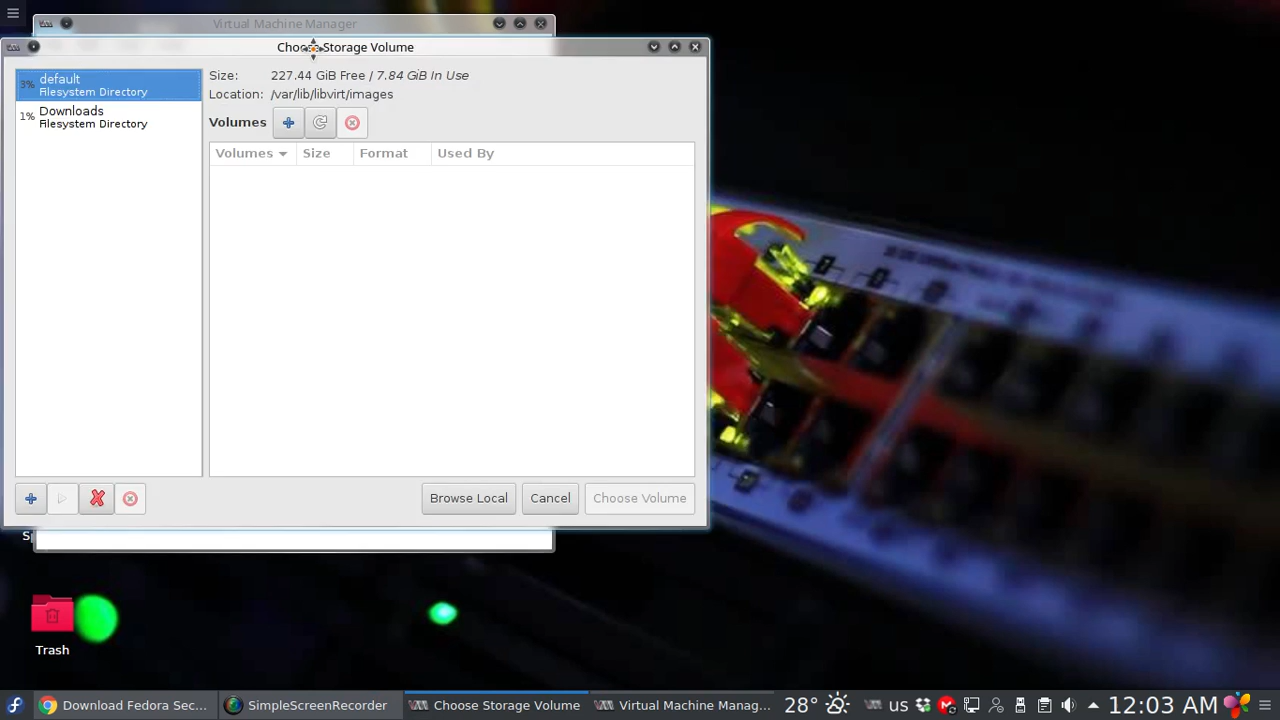 Virtual Machine Manager
Choose Storage Volume
3%
default
Filesystem Directory
1%
Downloads
Filesystem Directory
Size: 227.44 GiB Free / 7.84 GiB In Use
Location: /var/lib/libvirt/images
Volumes
Volumes Size Format Used By
Browse Local Cancel Choose Volume
Trash
Download Fedora Sec... SimpleScreenRecorder Choose Storage Volume Virtual Machine Manag... 28° us 12:03 AM